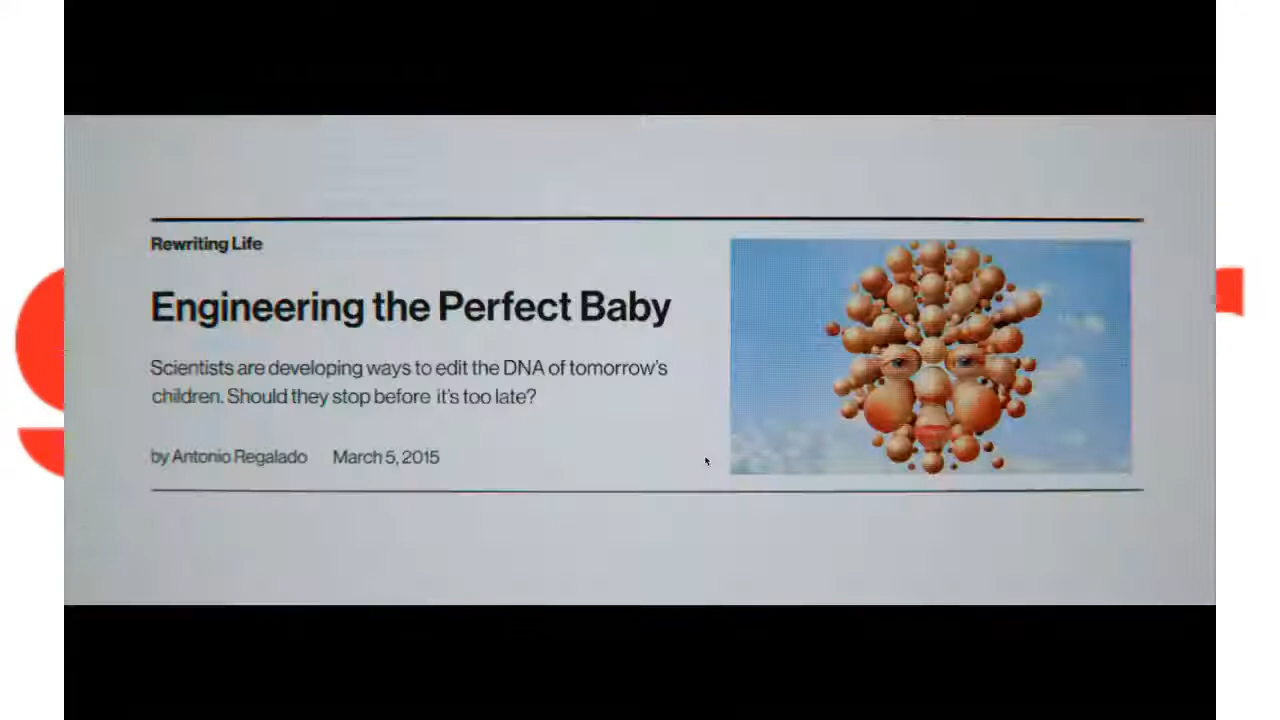 Rewriting Life
Engineering the Perfect Baby
Scientists are developing ways to edit the DNA of tomorrow's
children. Should they stop before it's too late?
by Antonio Regalado March 5, 2015